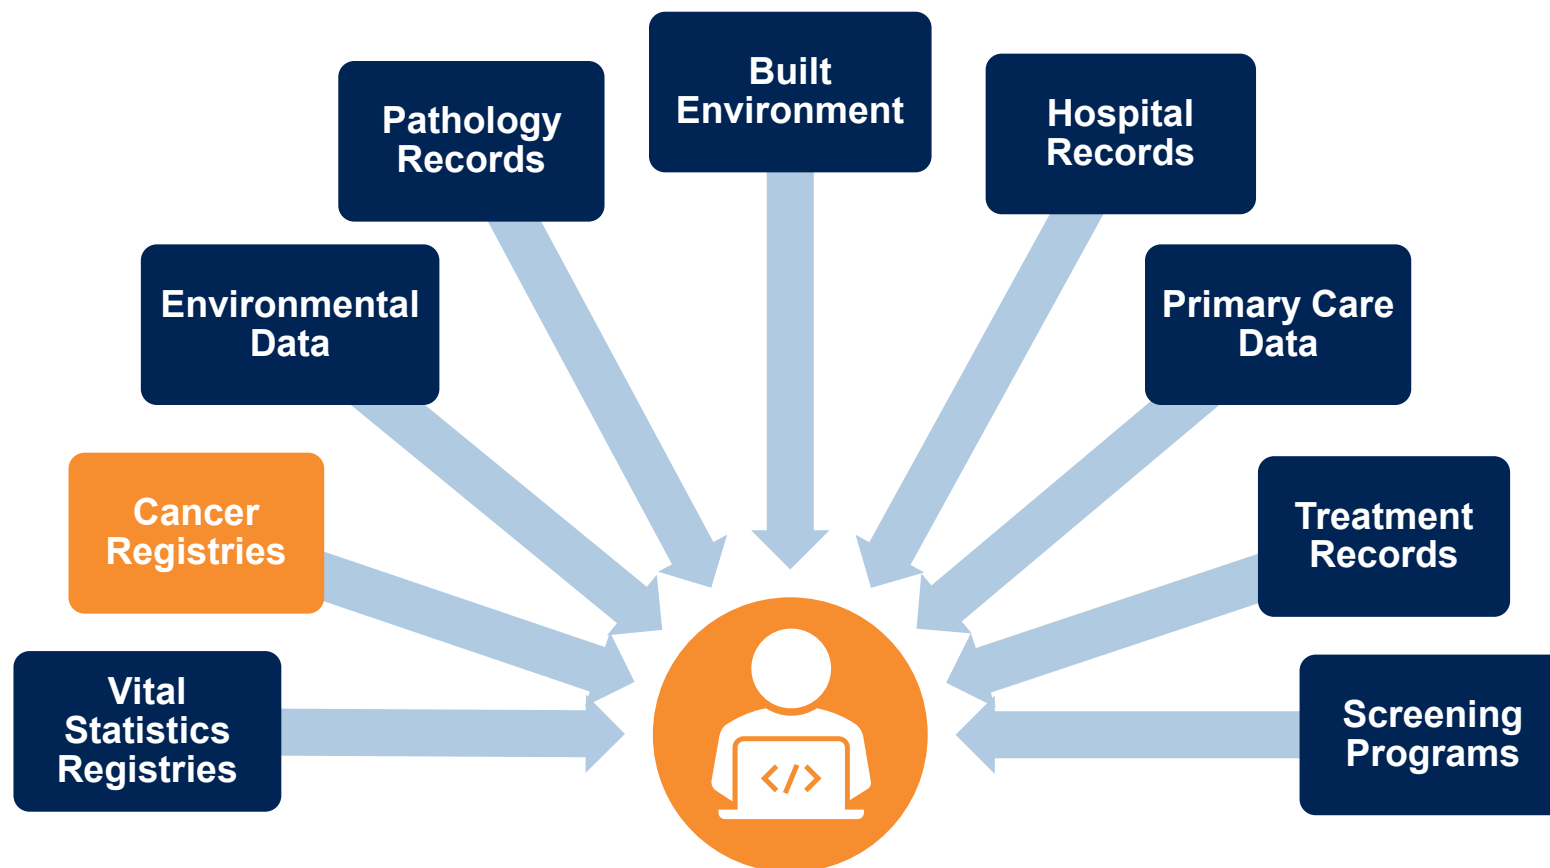 Built
Environment
Pathology
Records
Hospital
Records
Environmental
Data
Primary Care
Data
Cancer
Registries
Treatment
Records
Vital
Statistics
Registries
Screening
Programs
</>